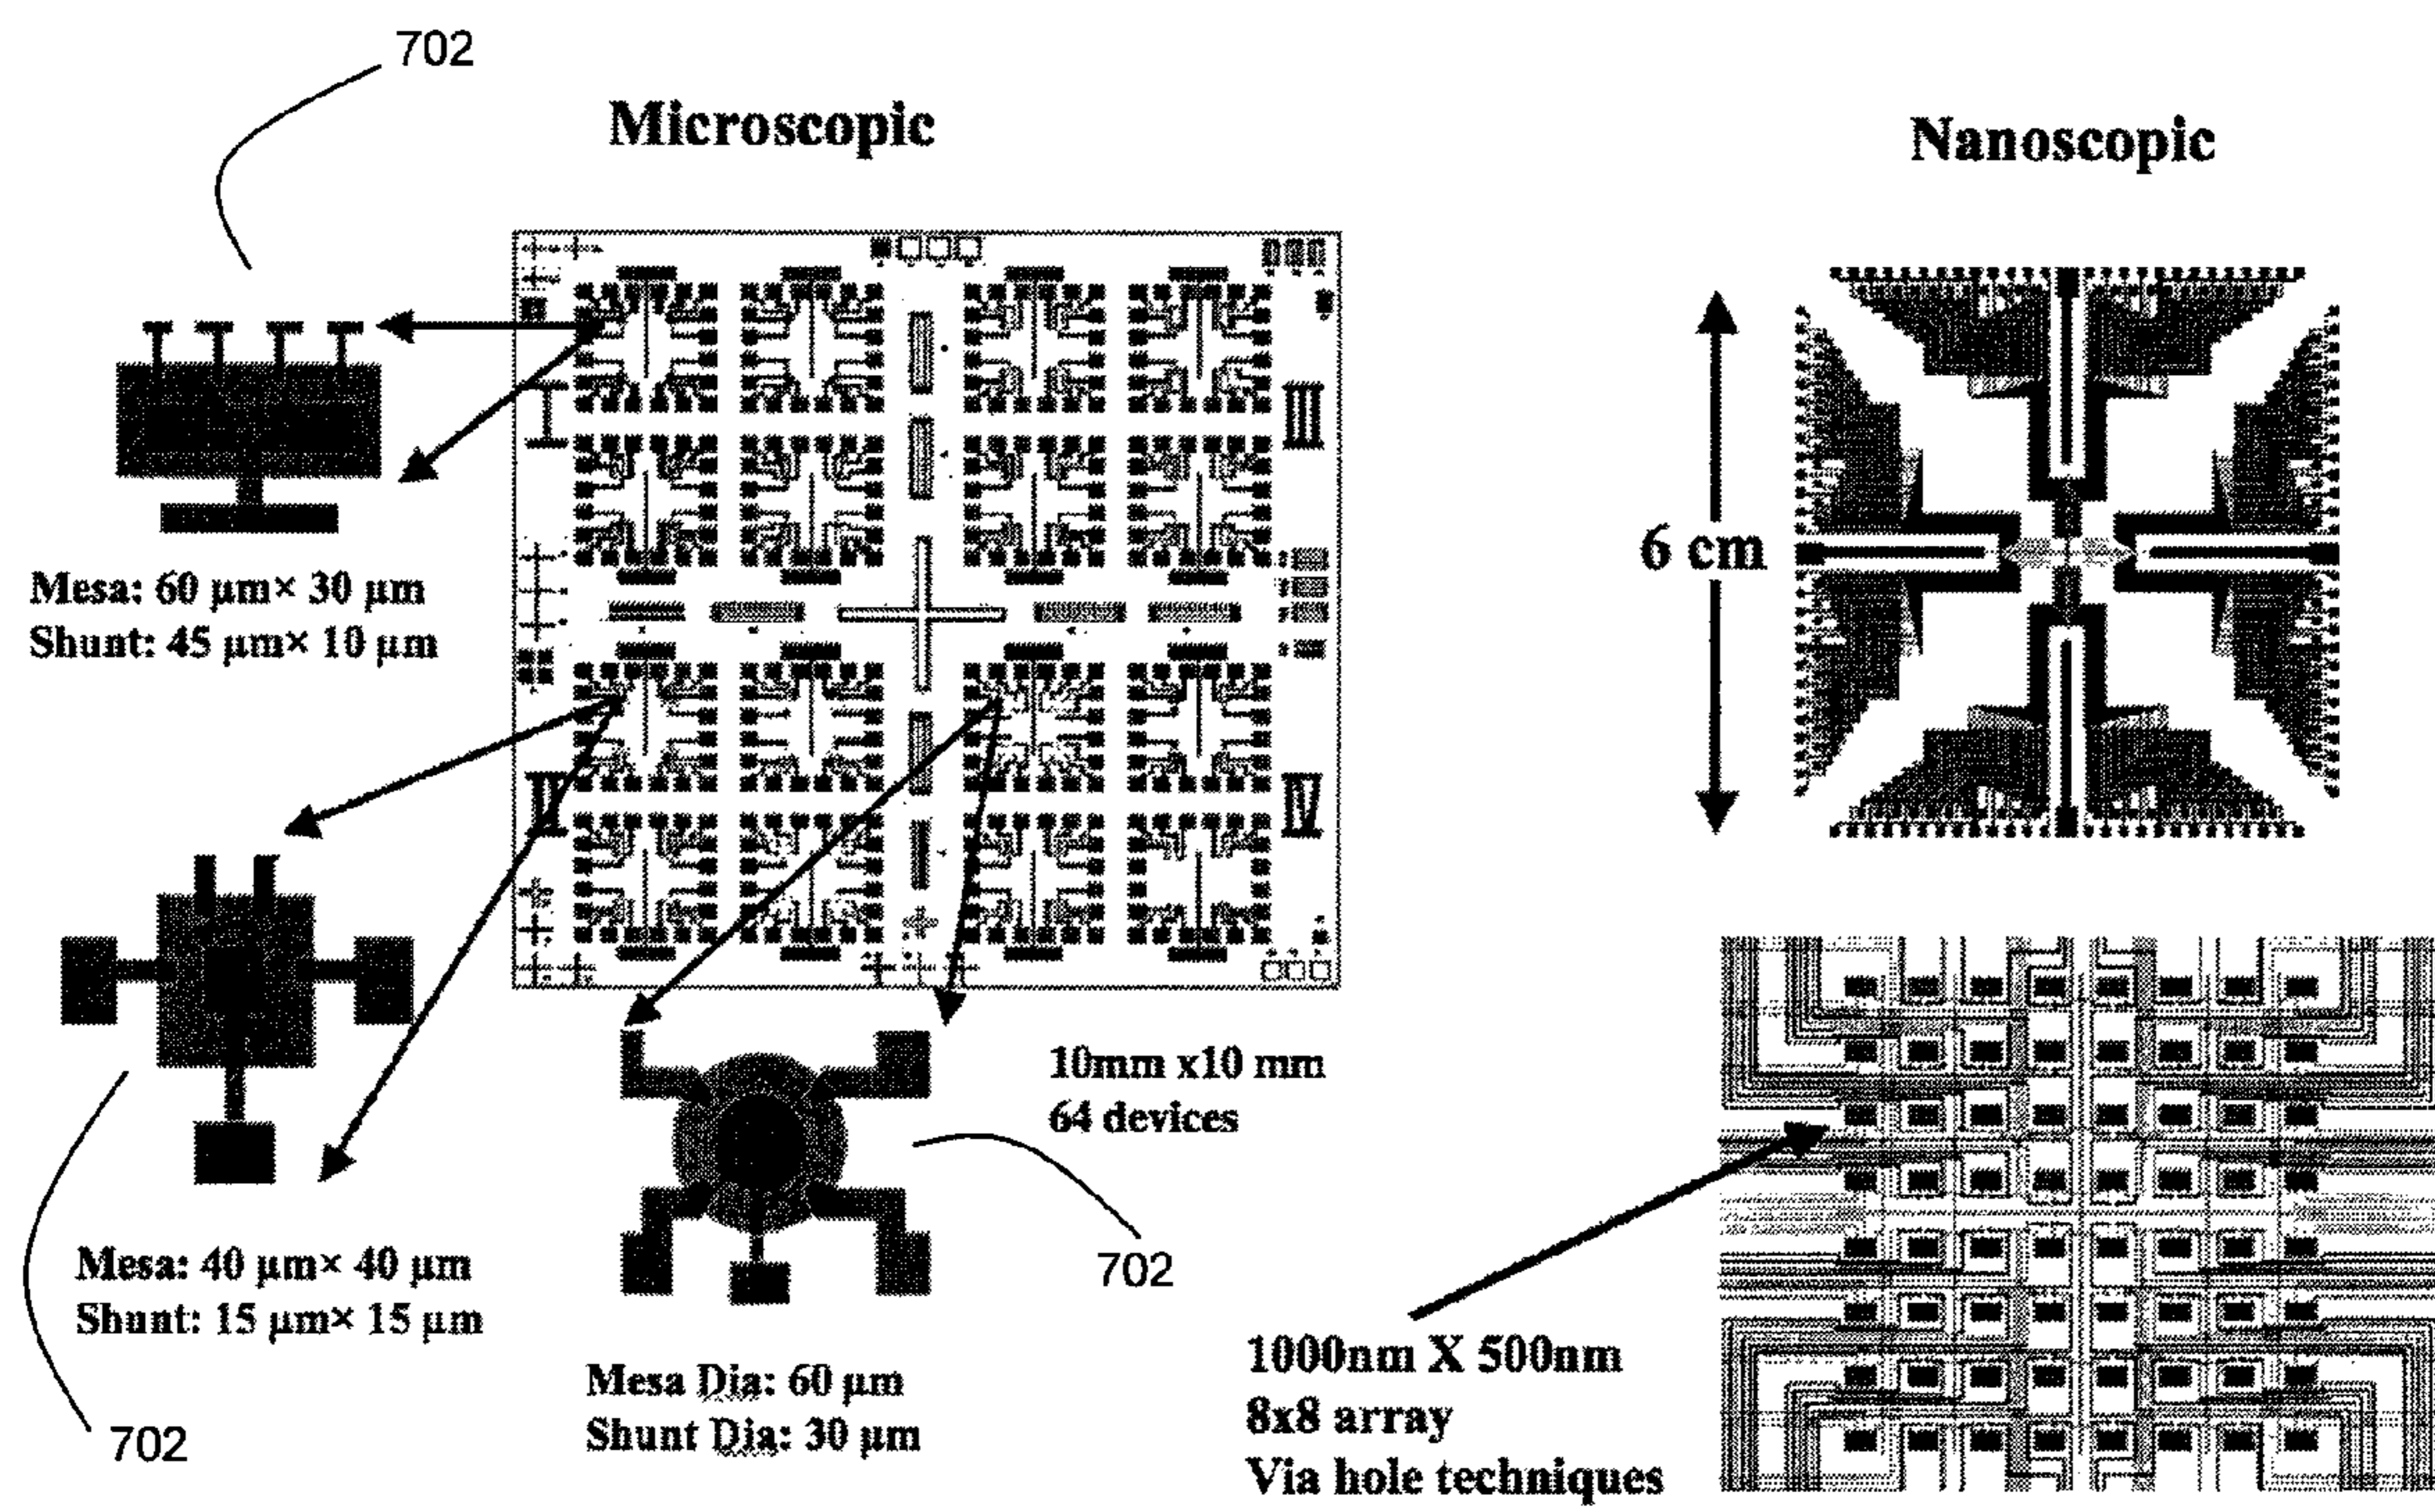 702
Microscopic
Nanoscopic
I
III
6 cm
Mesa: 60 µm× 30 µm
Shunt: 45 µm× 10 µm
IV
10mm x10 mm
64 devices
702
Mesa: 40 µm× 40 µm
Shunt: 15 µm× 15 µm
1000nm X 500nm
8x8 array
Via hole techniques
Mesa Dia: 60 µm
Shunt Dia: 30 µm
702